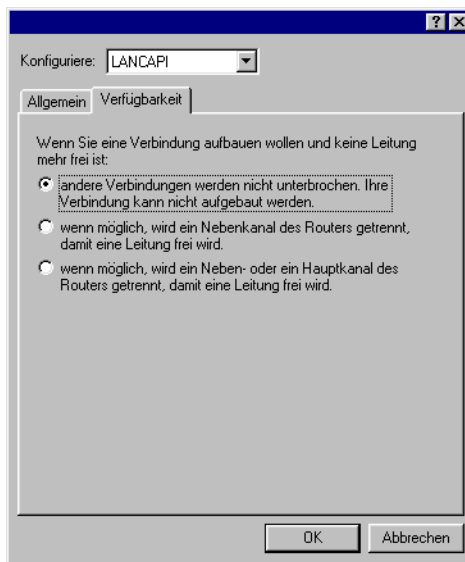 Konfiguriere: LANCAPI
Allgemein Verfügbarkeit
Wenn Sie eine Verbindung aufbauen wollen und keine Leitung
mehr frei ist:
andere Verbindungen werden nicht unterbrochen. Ihre
Verbindung kann nicht aufgebaut werden.
wenn möglich, wird ein Nebenkanal des Routers getrennt,
damit eine Leitung frei wird.
wenn möglich, wird ein Neben- oder ein Hauptkanal des
Routers getrennt, damit eine Leitung frei wird.
OK Abbrechen